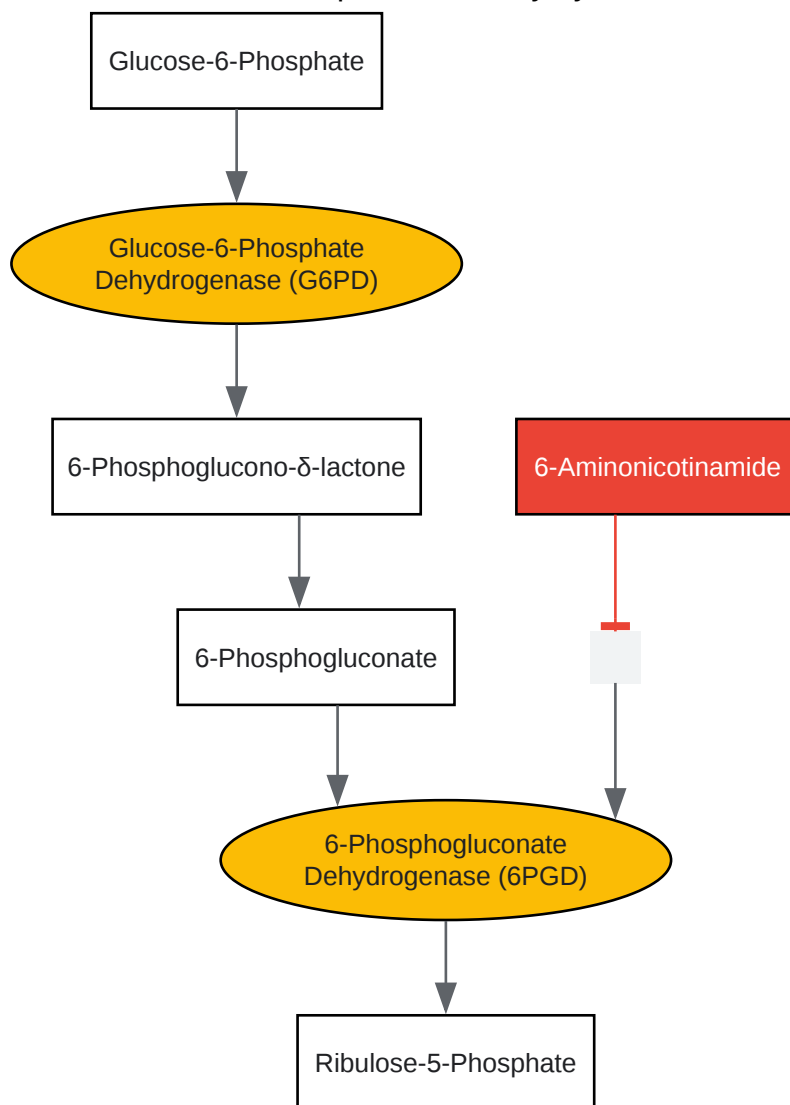 Glucose-6-Phosphate
Glucose-6-Phosphate
Dehydrogenase (G6PD)
6-Phosphoglucono-δ-lactone
6-Aminonicotinamide
6-Phosphogluconate
6-Phosphogluconate
Dehydrogenase (6PGD)
Ribulose-5-Phosphate